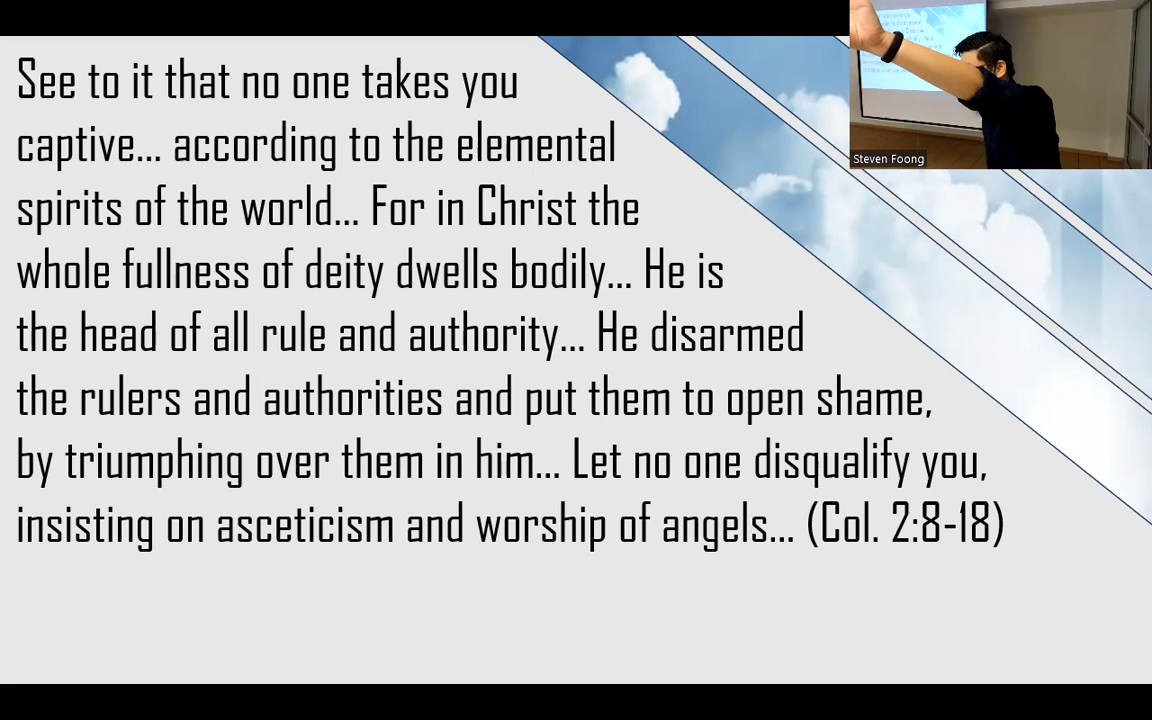 See to it that no one takes you
captive... according to the elemental
spirits of the world... For in Christ the
whole fullness of deity dwells bodily... He is
the head of all rule and authority... He disarmed
the rulers and authorities and put them to open shame,
by triumphing over them in him... Let no one disqualify you,
insisting on asceticism and worship of angels... (Col. 2:8-18)
Steven Foong